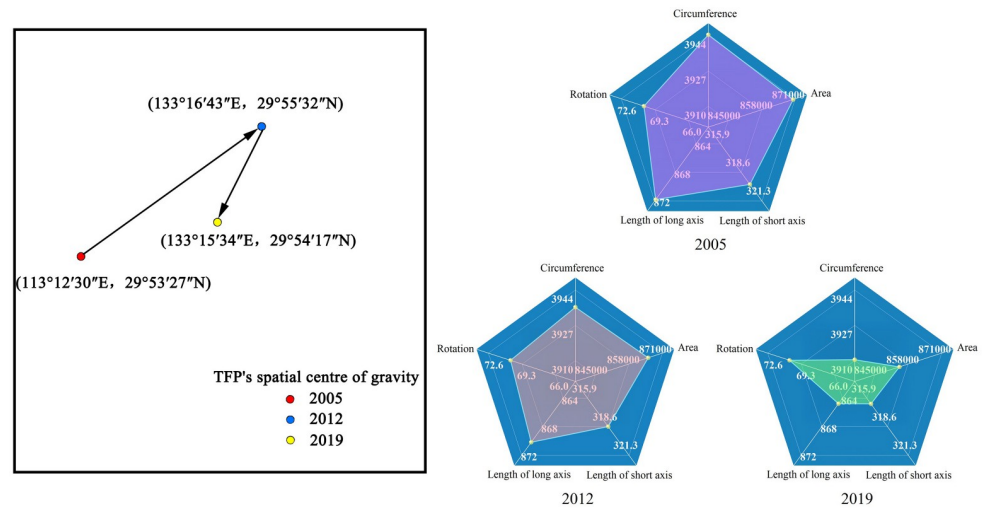 (133°16′43″E，29°55′32″N)
(133°15′34″E，29°54′17″N)
(113°12′30″E，29°53′27″N)
TFP's spatial centre of gravity
2005
2012
2019
Circumference
3944
3927
3910
Area
871000
858000
845000
Rotation
72.6
69.3
66.0
315.9
318.6
321.3
864
868
872
Length of long axis
Length of short axis
2005
Circumference
3944
3927
3910
Area
871000
858000
845000
Rotation
72.6
69.3
66.0
315.9
318.6
321.3
864
868
872
Length of long axis
Length of short axis
2012
Circumference
3944
3927
3910
Area
871000
858000
845000
Rotation
72.6
69.3
66.0
315.9
318.6
321.3
864
868
872
Length of long axis
Length of short axis
2019